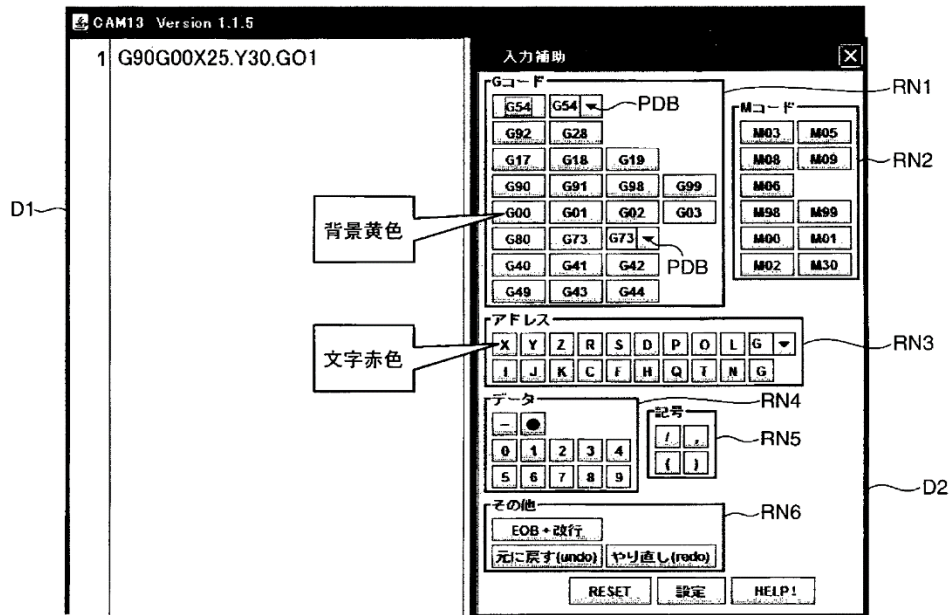 CAM13 Version 1.1.5
1 G90G00X25.Y30.GO1
入力補助
Gコード
G54 G54
PDB
G92 G28
G17 G18 G19
G90 G91 G98 G99
G00 G01 G02 G03
G80 G73 G73
PDB
G40 G41 G42
G49 G43 G44
RN1
Mコード
M03 M05
M08 M09
M06
M98 M99
M00 M01
M02 M30
RN2
D1
背景黄色
文字赤色
アドレス
X Y Z R S D P O L G
I J K C F H Q T N G
RN3
データ
- ●
0 1 2 3 4
5 6 7 8 9
RN4
記号
/ ,
( )
RN5
D2
その他
EOB+改行
元に戻す(undo) やり直し(redo)
RN6
RESET 設定 HELP!